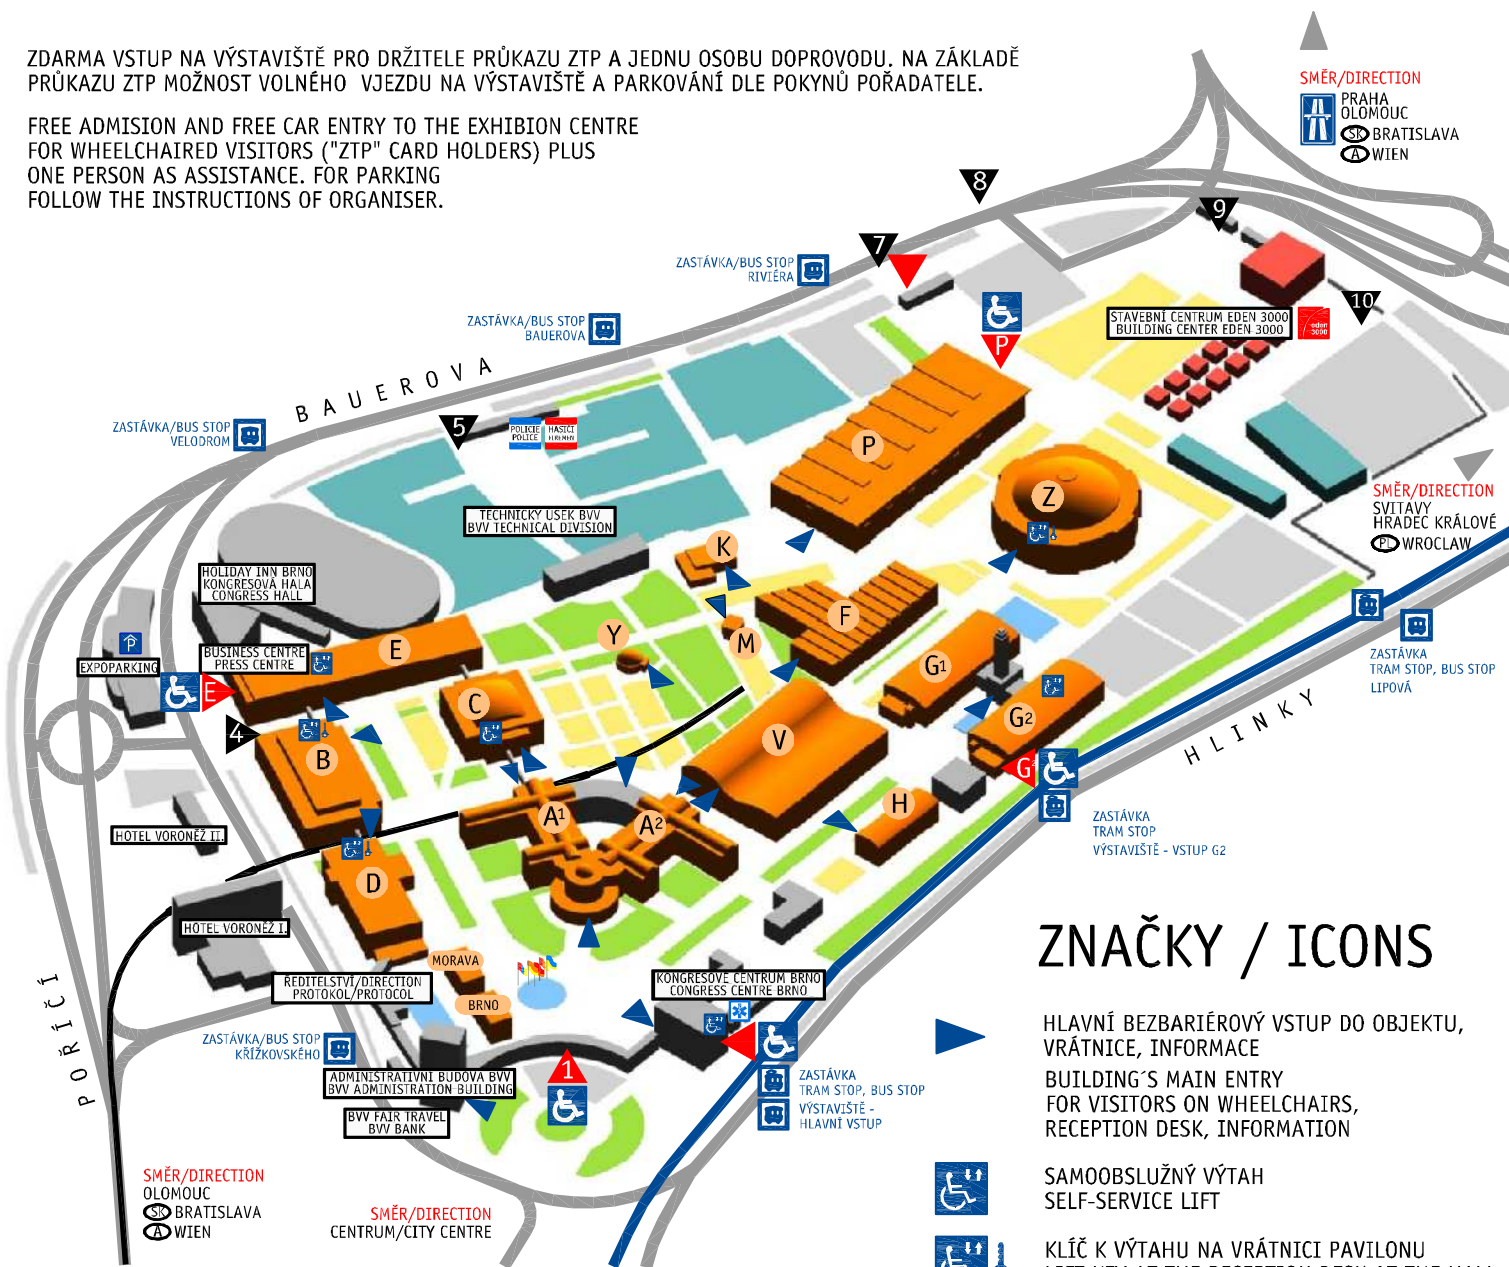 ZDARMA VSTUP NA VÝSTAVIŠTĚ PRO DRŽITELE PRŮKAZU ZTP A JEDNU OSOBU DOPROVODU. NA ZÁKLADĚ
PRŮKAZU ZTP MOŽNOST VOLNÉHO VJEZDU NA VÝSTAVIŠTĚ A PARKOVÁNÍ DLE POKYNŮ POŘADATELE.
FREE ADMISION AND FREE CAR ENTRY TO THE EXHIBION CENTRE
FOR WHEELCHAIRED VISITORS ("ZTP" CARD HOLDERS) PLUS
ONE PERSON AS ASSISTANCE. FOR PARKING
FOLLOW THE INSTRUCTIONS OF ORGANISER.
SMĚR/DIRECTION
PRAHA
OLOMOUC
SK BRATISLAVA
A WIEN
8
9
7
10
ZASTÁVKA/BUS STOP
RIVIÉRA
ZASTÁVKA/BUS STOP
BAUEROVA
STAVEBNÍ CENTRUM EDEN 3000
BUILDING CENTER EDEN 3000
eden
3000
P
BAUEROVA
ZASTÁVKA/BUS STOP
VELODROM
5
POLICIE
POLICE
HASIČI
FIREMEN
P
Z
SMĚR/DIRECTION
SVITAVY
HRADEC KRÁLOVÉ
PL WROCLAW
TECHNICKÝ ÚSEK BVV
BVV TECHNICAL DIVISION
K
HOLIDAY INN BRNO
KONGRESOVÁ HALA
CONGRESS HALL
F
Y
M
P
EXPOPARKING
BUSINESS CENTRE
PRESS CENTRE
E
E
G1
ZASTÁVKA
TRAM STOP, BUS STOP
LIPOVÁ
C
G2
4
B
V
HLINKY
G2
H
A1
A2
ZASTÁVKA
TRAM STOP
VÝSTAVIŠTĚ - VSTUP G2
HOTEL VORONĚŽ II.
D
HOTEL VORONĚŽ I.
ZNAČKY / ICONS
MORAVA
BRNO
ŘEDITELSTVÍ/DIRECTION
PROTOKOL/PROTOCOL
KONGRESOVÉ CENTRUM BRNO
CONGRESS CENTRE BRNO
POŘÍČÍ
ZASTÁVKA/BUS STOP
KŘÍŽKOVSKÉHO
HLAVNÍ BEZBARIÉROVÝ VSTUP DO OBJEKTU,
VRÁTNICE, INFORMACE
BUILDING´S MAIN ENTRY
FOR VISITORS ON WHEELCHAIRS,
RECEPTION DESK, INFORMATION
ADMINISTRATIVNÍ BUDOVA BVV
BVV ADMINISTRATION BUILDING
1
ZASTÁVKA
TRAM STOP, BUS STOP
VÝSTAVIŠTĚ -
HLAVNÍ VSTUP
BVV FAIR TRAVEL
BVV BANK
SMĚR/DIRECTION
OLOMOUC
SK BRATISLAVA
A WIEN
SMĚR/DIRECTION
CENTRUM/CITY CENTRE
SAMOOBSLUŽNÝ VÝTAH
SELF-SERVICE LIFT
KLÍČ K VÝTAHU NA VRÁTNICI PAVILONU